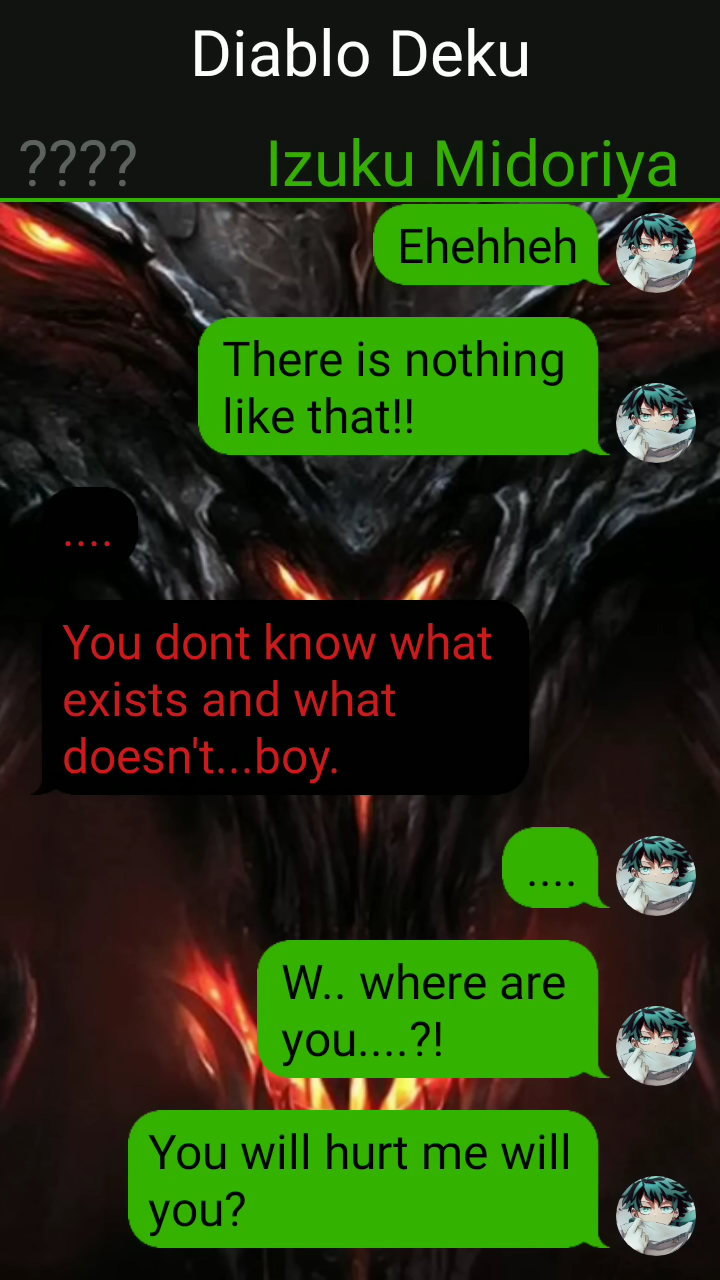 Diablo Deku
???? Izuku Midoriya
Ehehheh
There is nothing
like that!!
....
You dont know what
exists and what
doesn't...boy.
....
W.. where are
you....?!
You will hurt me will
you?